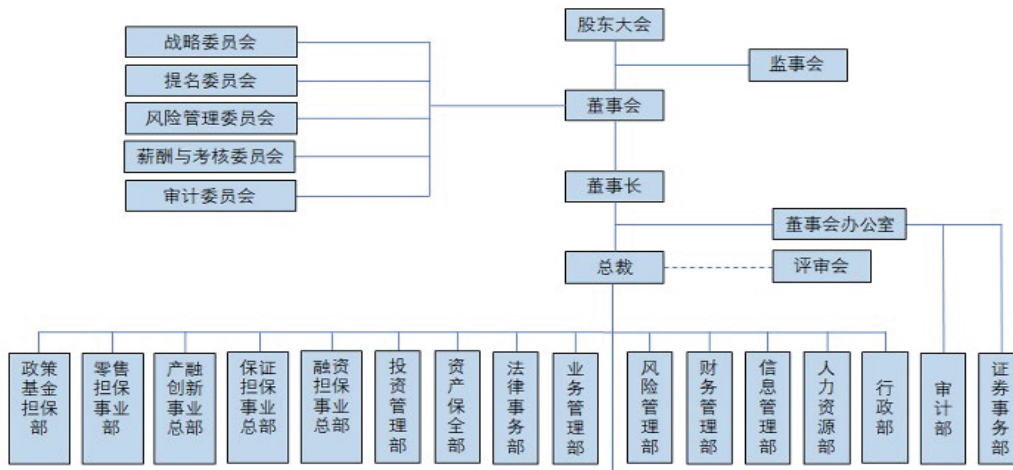 股东大会
战略委员会
监事会
提名委员会
董事会
风险管理委员会
薪酬与考核委员会
董事长
审计委员会
董事会办公室
总裁
评审会
政策基金担保部
零售担保事业部
产融创新事业总部
保证担保事业总部
融资担保事业总部
投资管理部
资产保全部
法律事务部
业务管理部
风险管理部
财务管理部
信息管理部
人力资源部
行政部
审计部
证券事务部